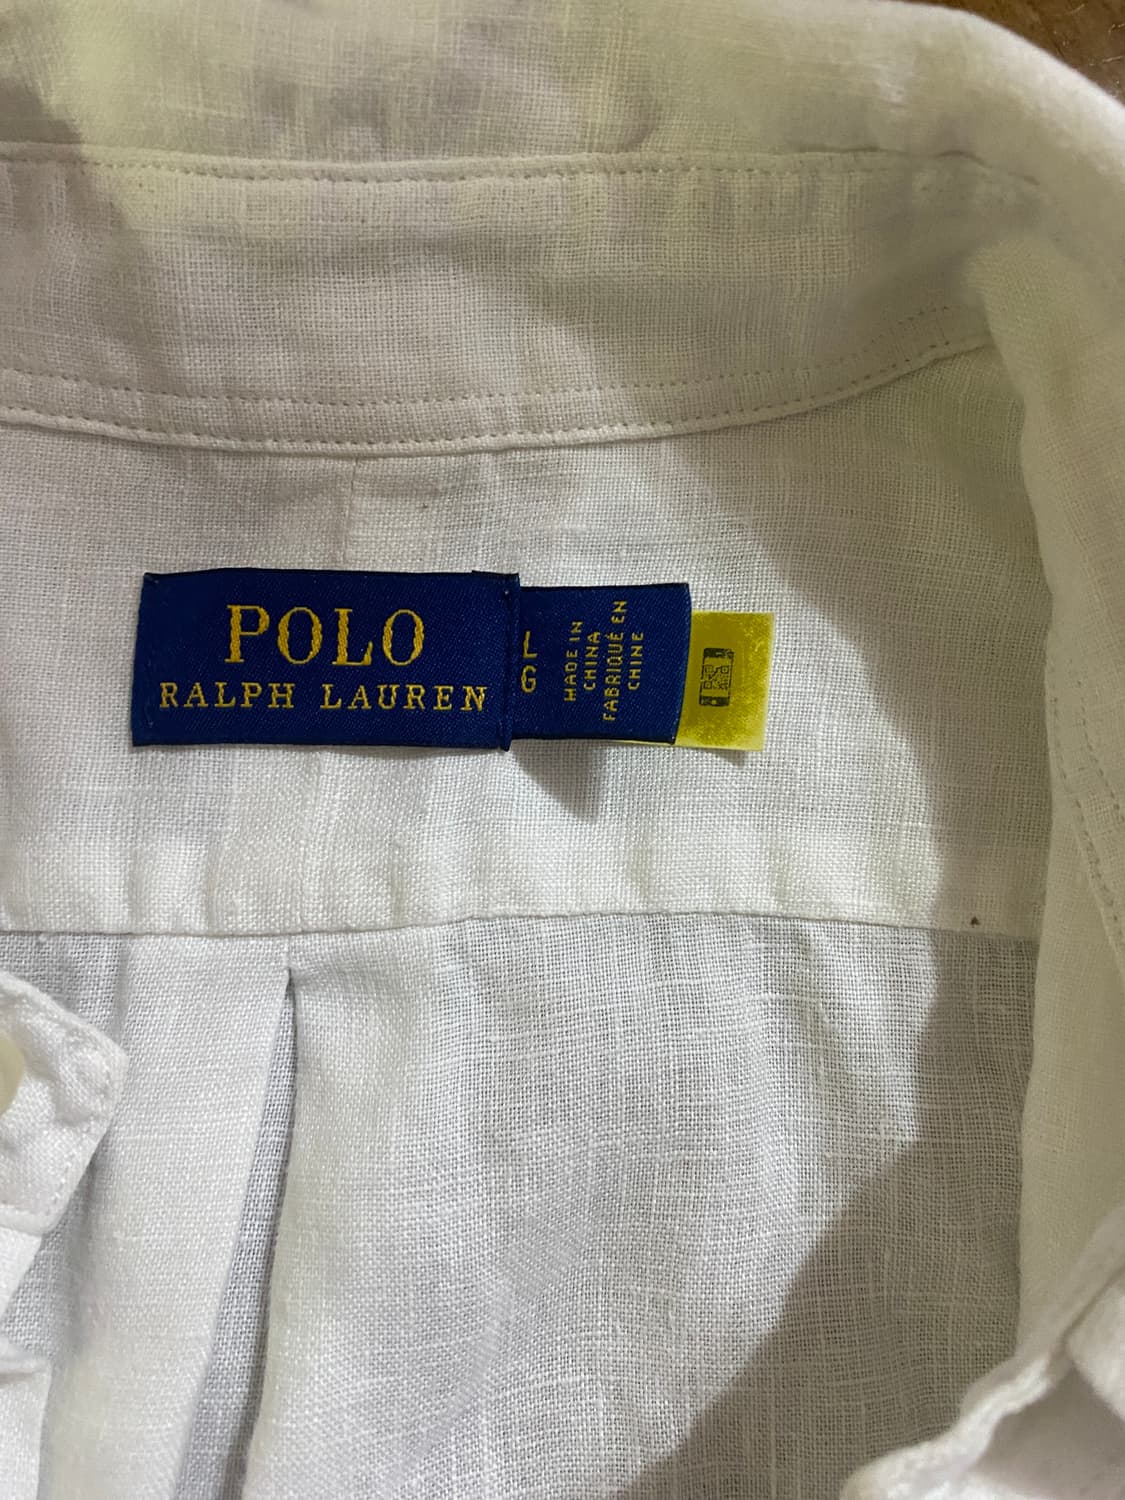 POLO
RALPH LAUREN
L
G
MADE IN
CHINA
FABRIQUÉ EN
CHINE